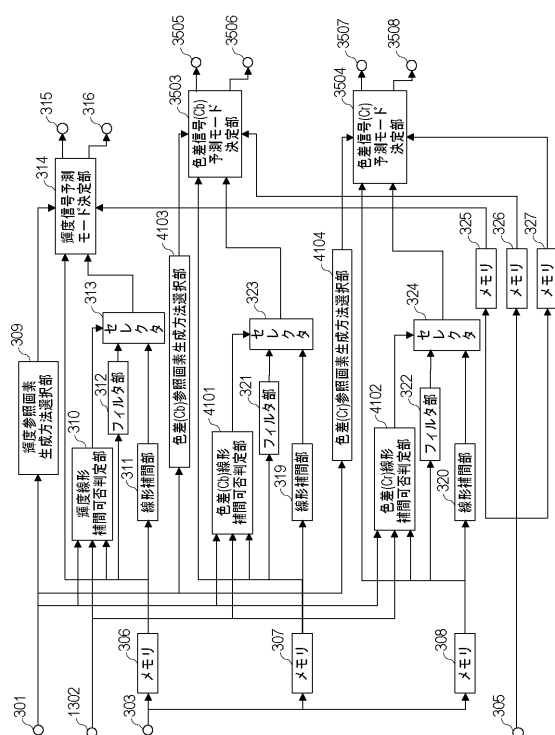 301
1302
303
305
306
メモリ
307
メモリ
308
メモリ
309
輝度参照画素
生成方法選択部
310
輝度線形
補間可否判定部
311
線形補間部
312
フィルタ部
313
セレクタ
314
輝度信号予測
モード決定部
315
316
4103
色差(Cb)参照画素生成方法選択部
4101
色差(Cb)線形
補間可否判定部
321
フィルタ部
319
線形補間部
323
セレクタ
3503
色差信号(Cb)
予測モード
決定部
3505
3506
4104
色差(Cr)参照画素生成方法選択部
4102
色差(Cr)線形
補間可否判定部
322
フィルタ部
320
線形補間部
324
セレクタ
3504
色差信号(Cr)
予測モード
決定部
3507
3508
325
メモリ
326
メモリ
327
メモリ